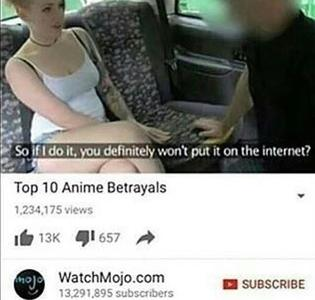 So if I do it, you definitely won't put it on the internet?
Top 10 Anime Betrayals
1,234,175 views
13K 657
mojo
WatchMojo.com
SUBSCRIBE
13,291,895 subscribers